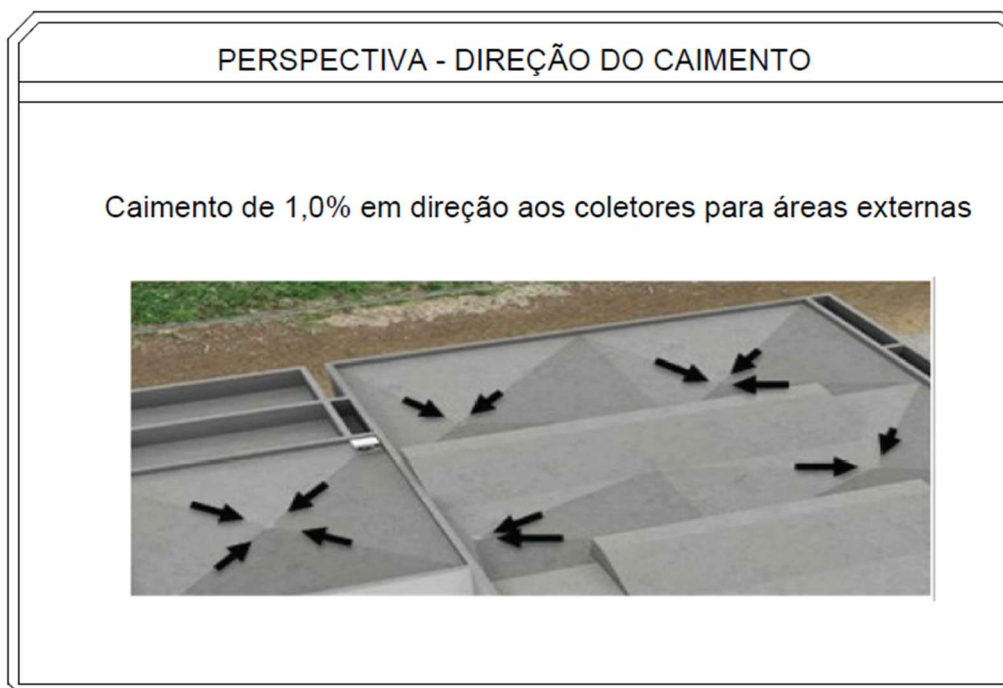 PERSPECTIVA - DIREÇÃO DO CAIMENTO
Caimento de 1,0% em direção aos coletores para áreas externas